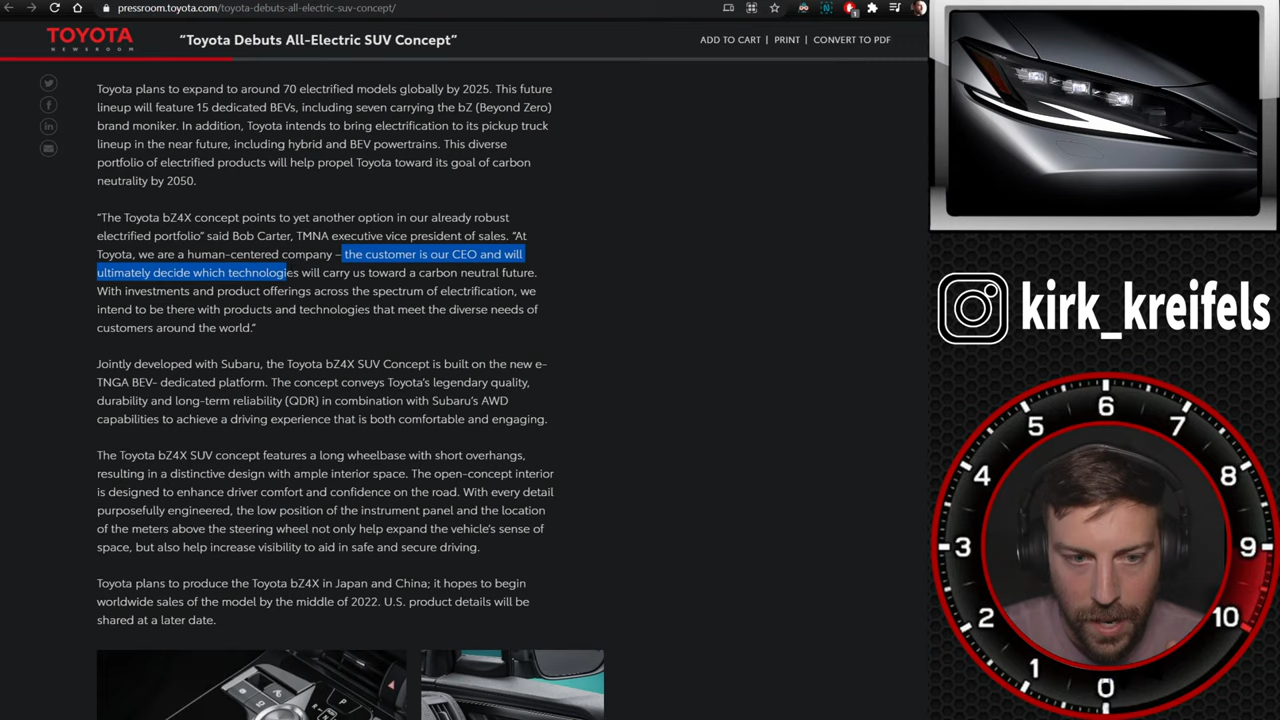 pressroom.toyota.com/toyota-debuts-all-electric-suv-concept/
1
TOYOTA
NEWSROOM
“Toyota Debuts All-Electric SUV Concept”
ADD TO CART | PRINT | CONVERT TO PDF
Toyota plans to expand to around 70 electrified models globally by 2025. This future
lineup will feature 15 dedicated BEVs, including seven carrying the bZ (Beyond Zero)
brand moniker. In addition, Toyota intends to bring electrification to its pickup truck
lineup in the near future, including hybrid and BEV powertrains. This diverse
portfolio of electrified products will help propel Toyota toward its goal of carbon
neutrality by 2050.
“The Toyota bZ4X concept points to yet another option in our already robust
electrified portfolio” said Bob Carter, TMNA executive vice president of sales. “At
Toyota, we are a human-centered company – the customer is our CEO and will
ultimately decide which technologies will carry us toward a carbon neutral future.
With investments and product offerings across the spectrum of electrification, we
intend to be there with products and technologies that meet the diverse needs of
customers around the world.”
Jointly developed with Subaru, the Toyota bZ4X SUV Concept is built on the new e-
TNGA BEV- dedicated platform. The concept conveys Toyota’s legendary quality,
durability and long-term reliability (QDR) in combination with Subaru’s AWD
capabilities to achieve a driving experience that is both comfortable and engaging.
The Toyota bZ4X SUV concept features a long wheelbase with short overhangs,
resulting in a distinctive design with ample interior space. The open-concept interior
is designed to enhance driver comfort and confidence on the road. With every detail
purposefully engineered, the low position of the instrument panel and the location
of the meters above the steering wheel not only help expand the vehicle’s sense of
space, but also help increase visibility to aid in safe and secure driving.
Toyota plans to produce the Toyota bZ4X in Japan and China; it hopes to begin
worldwide sales of the model by the middle of 2022. U.S. product details will be
shared at a later date.
kirk_kreifels
0
1
2
3
4
5
6
7
8
9
10